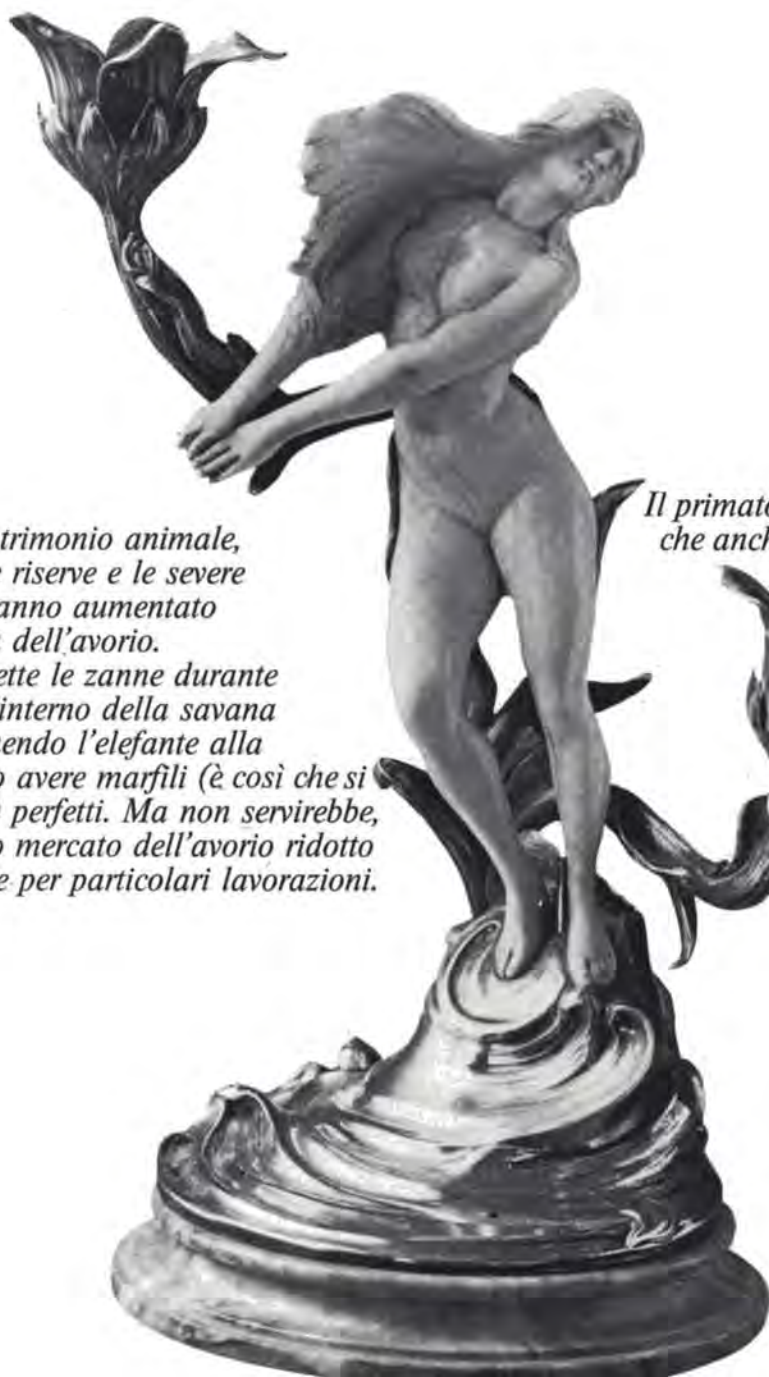 trimonio animale,
riserve e le severe
anno aumentato
dell'avorio.
ette le zanne durante
interno della savana
endo l'elefante alla
avere marfili (è così che si
perfetti. Ma non servirebbe,
mercato dell'avorio ridotto
e per particolari lavorazioni.
Il primato
che anch